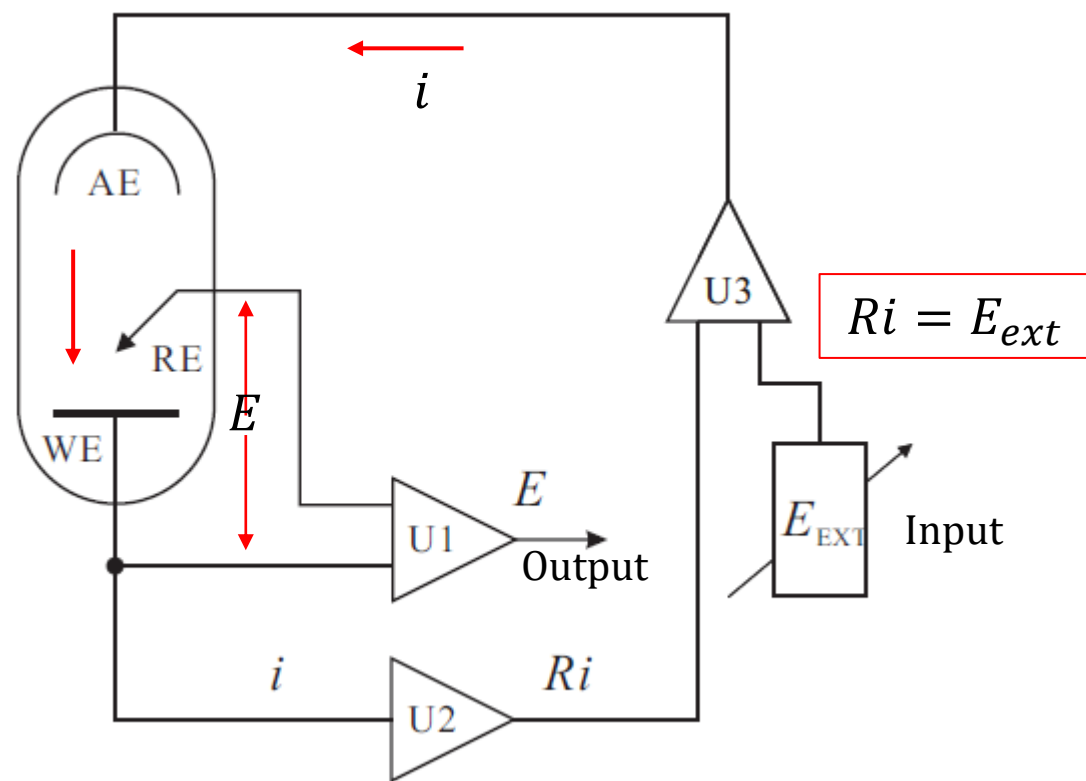 i
AE
U3
Ri = E_ext
RE
E
WE
E
U1
Output
E_EXT
Input
i
Ri
U2